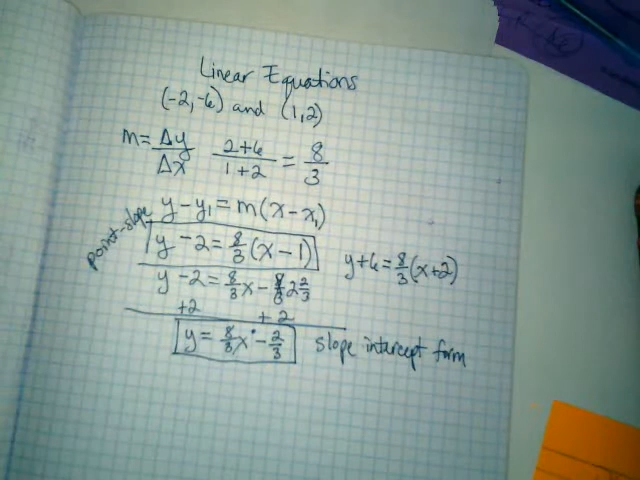 Linear Equations
(-2,-6) and (1,2)
m = Δy/Δx (2+6)/(1+2) = 8/3
y - y₁ = m(x - x₁)
point-slope
y - 2 = 8/3(x - 1)
y + 6 = 8/3(x+2)
y - 2 = 8/3x - 2 2/3
+2 + 2
y = 8/3x - 2/3 slope intercept form